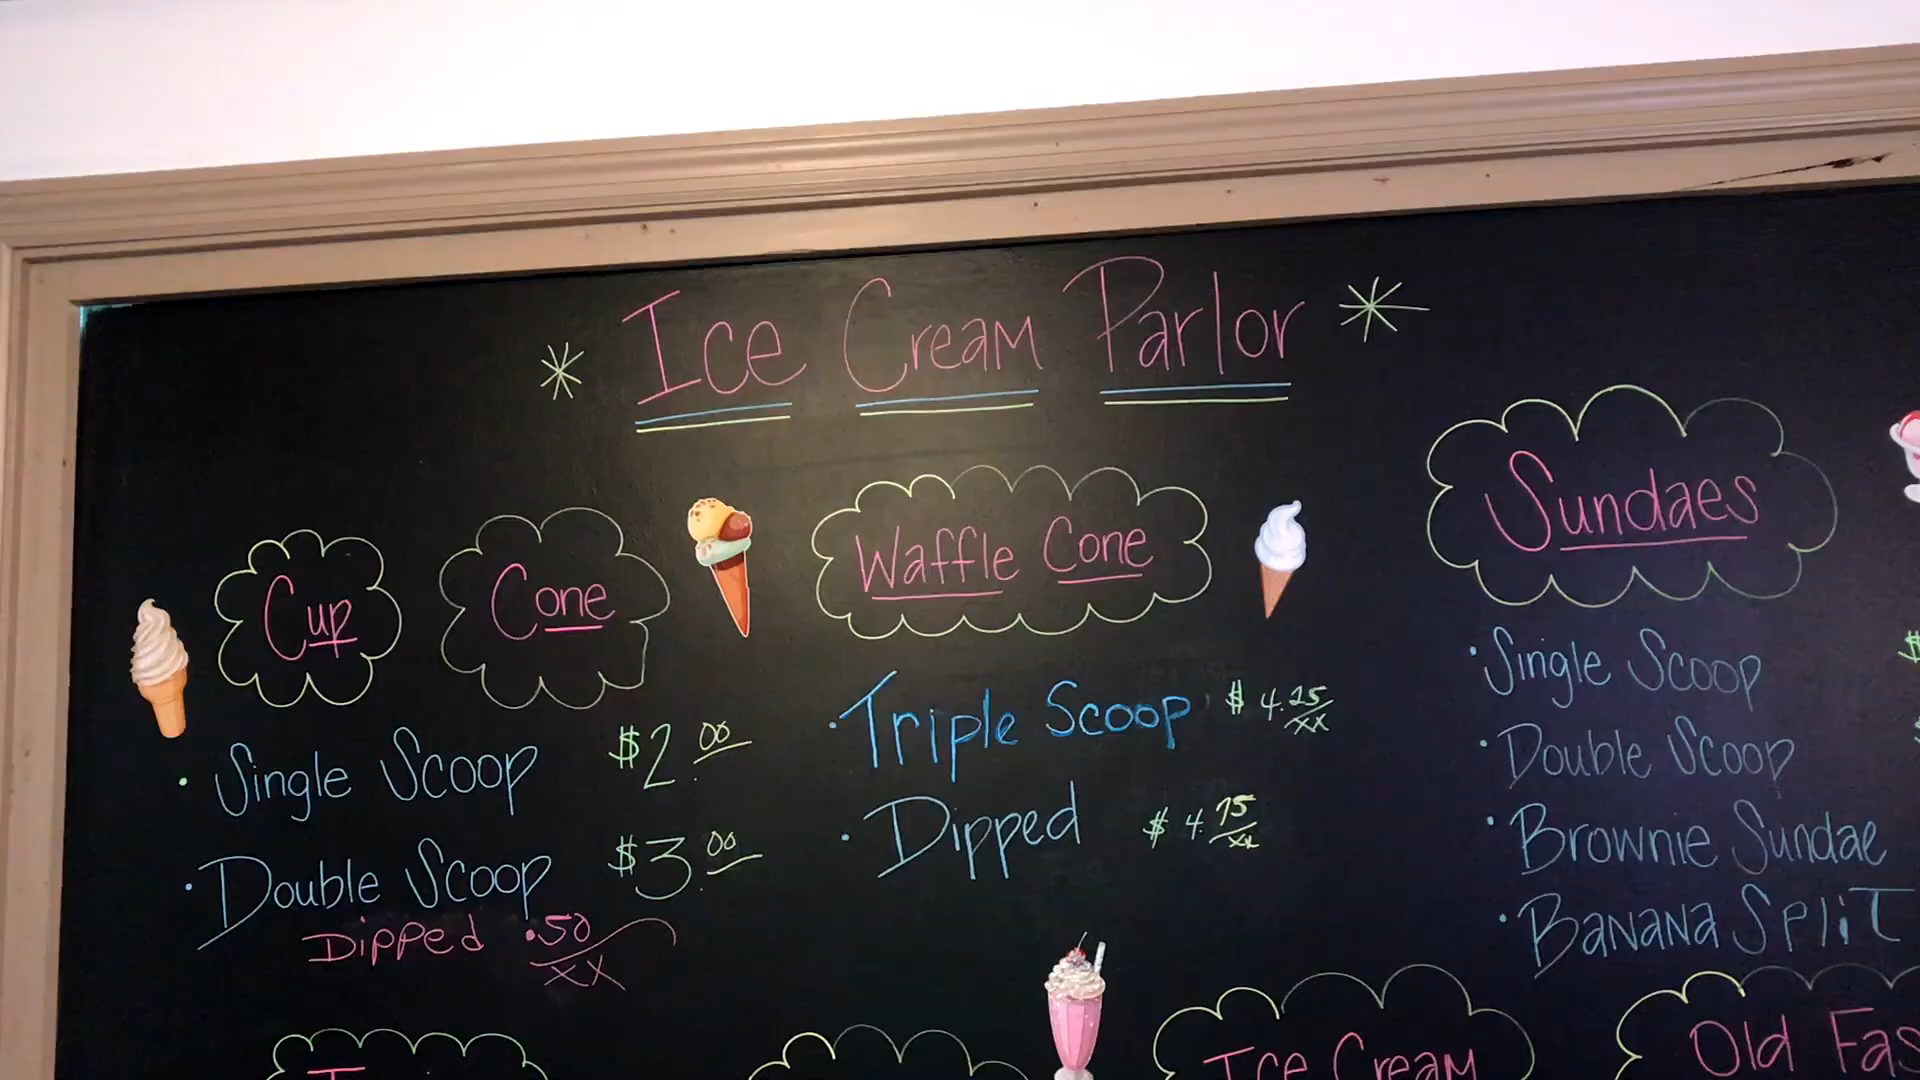 Ice Cream Parlor
Cup
Cone
• Single Scoop $2.00
• Double Scoop $3.00
Dipped .50/xx
Waffle Cone
• Triple Scoop $4.25/xx
• Dipped $4.75/xx
Sundaes
• Single Scoop $
• Double Scoop $
• Brownie Sundae
• Banana Split
Ice Cream
Old Fas